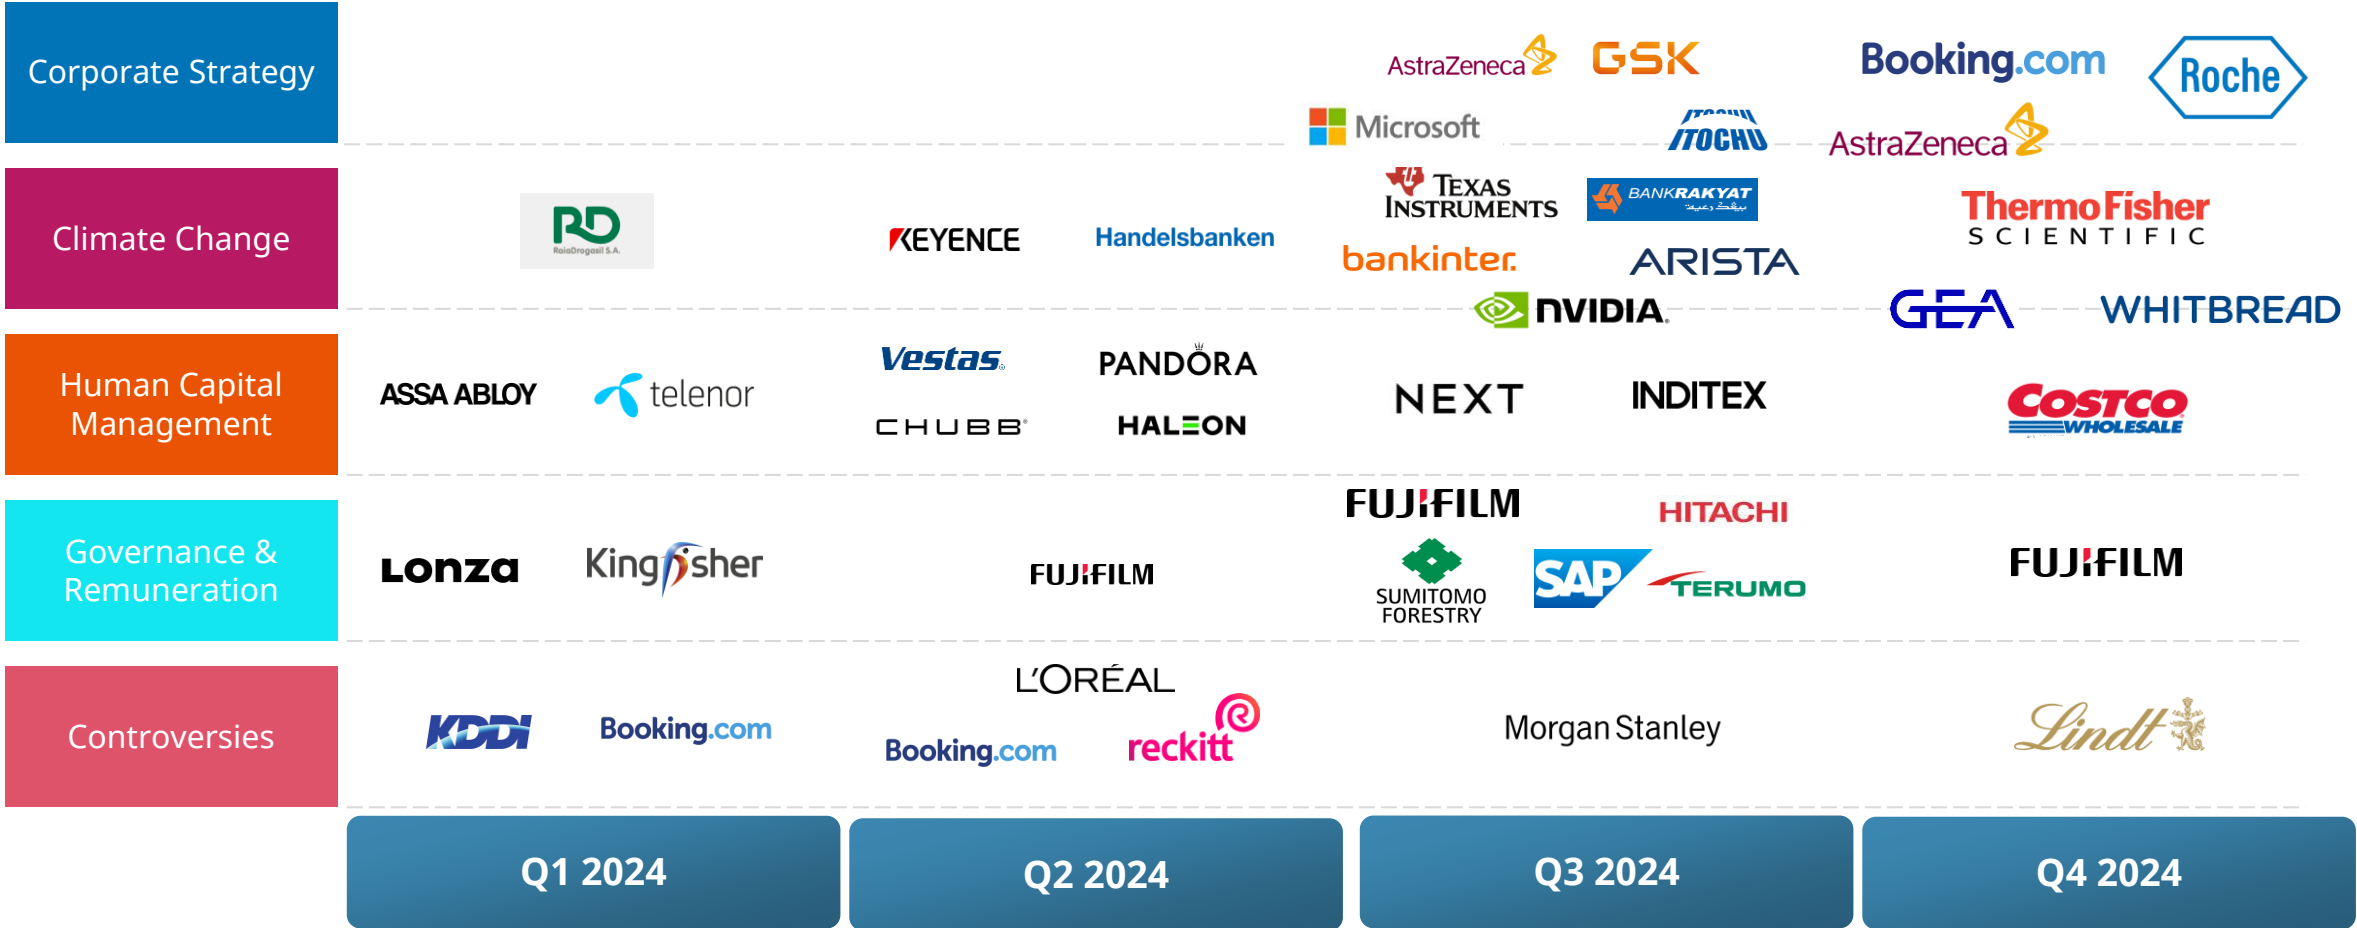 Corporate Strategy
AstraZeneca
GSK
Microsoft
ITOCHU
ITOCHU
Booking.com
Roche
AstraZeneca
Climate Change
RD
RaiaDrogasil S.A.
KEYENCE
Handelsbanken
TEXAS
INSTRUMENTS
BANKRAKYAT
bankinter.
ARISTA
NVIDIA
ThermoFisher
SCIENTIFIC
GEA
WHITBREAD
Human Capital
Management
ASSA ABLOY
telenor
Vestas
PANDÖRA
CHUBB®
HALEON
NEXT
INDITEX
COSTCO
WHOLESALE
Governance &
Remuneration
Lonza
Kingfisher
FUJIFILM
FUJIFILM
HITACHI
SUMITOMO
FORESTRY
SAP
TERUMO
FUJIFILM
Controversies
KDDI
Booking.com
L'ORÉAL
Booking.com
reckitt
Morgan Stanley
Lindt
Q1 2024
Q2 2024
Q3 2024
Q4 2024